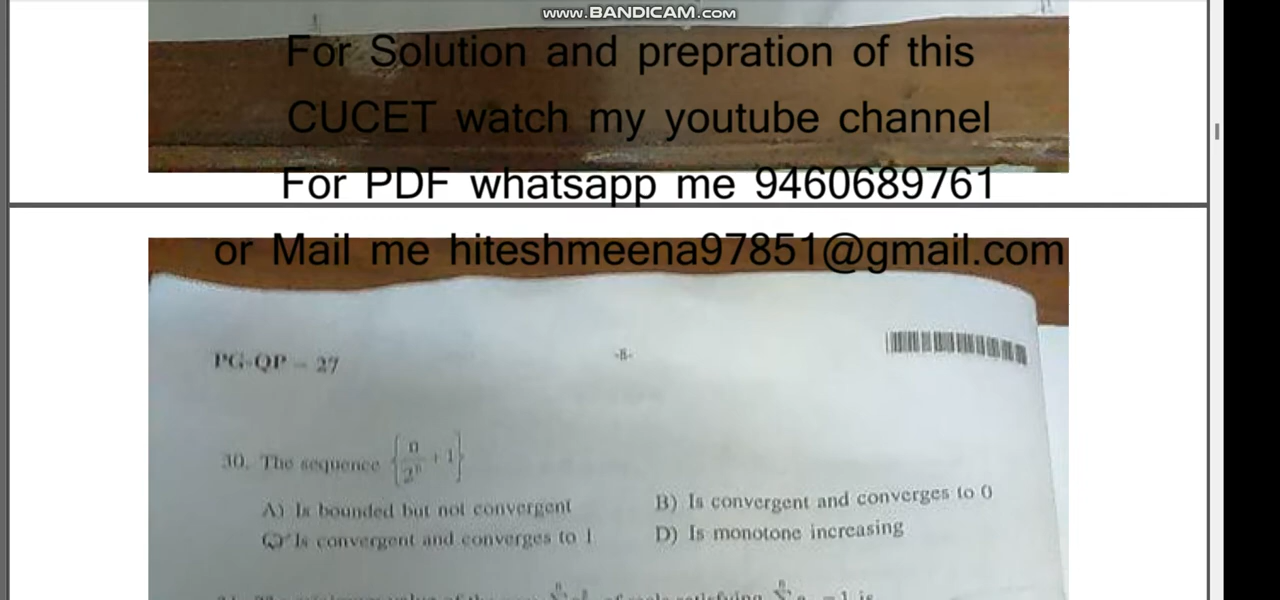 www.BANDICAM.com
For Solution and prepration of this
CUCET watch my youtube channel
For PDF whatsapp me 9460689761
or Mail me hiteshmeena97851@gmail.com
PG-QP – 27
-8-
30. The sequence {n/2ⁿ + 1}
A) Is bounded but not convergent
B) Is convergent and converges to 0
C) Is convergent and converges to 1
D) Is monotone increasing